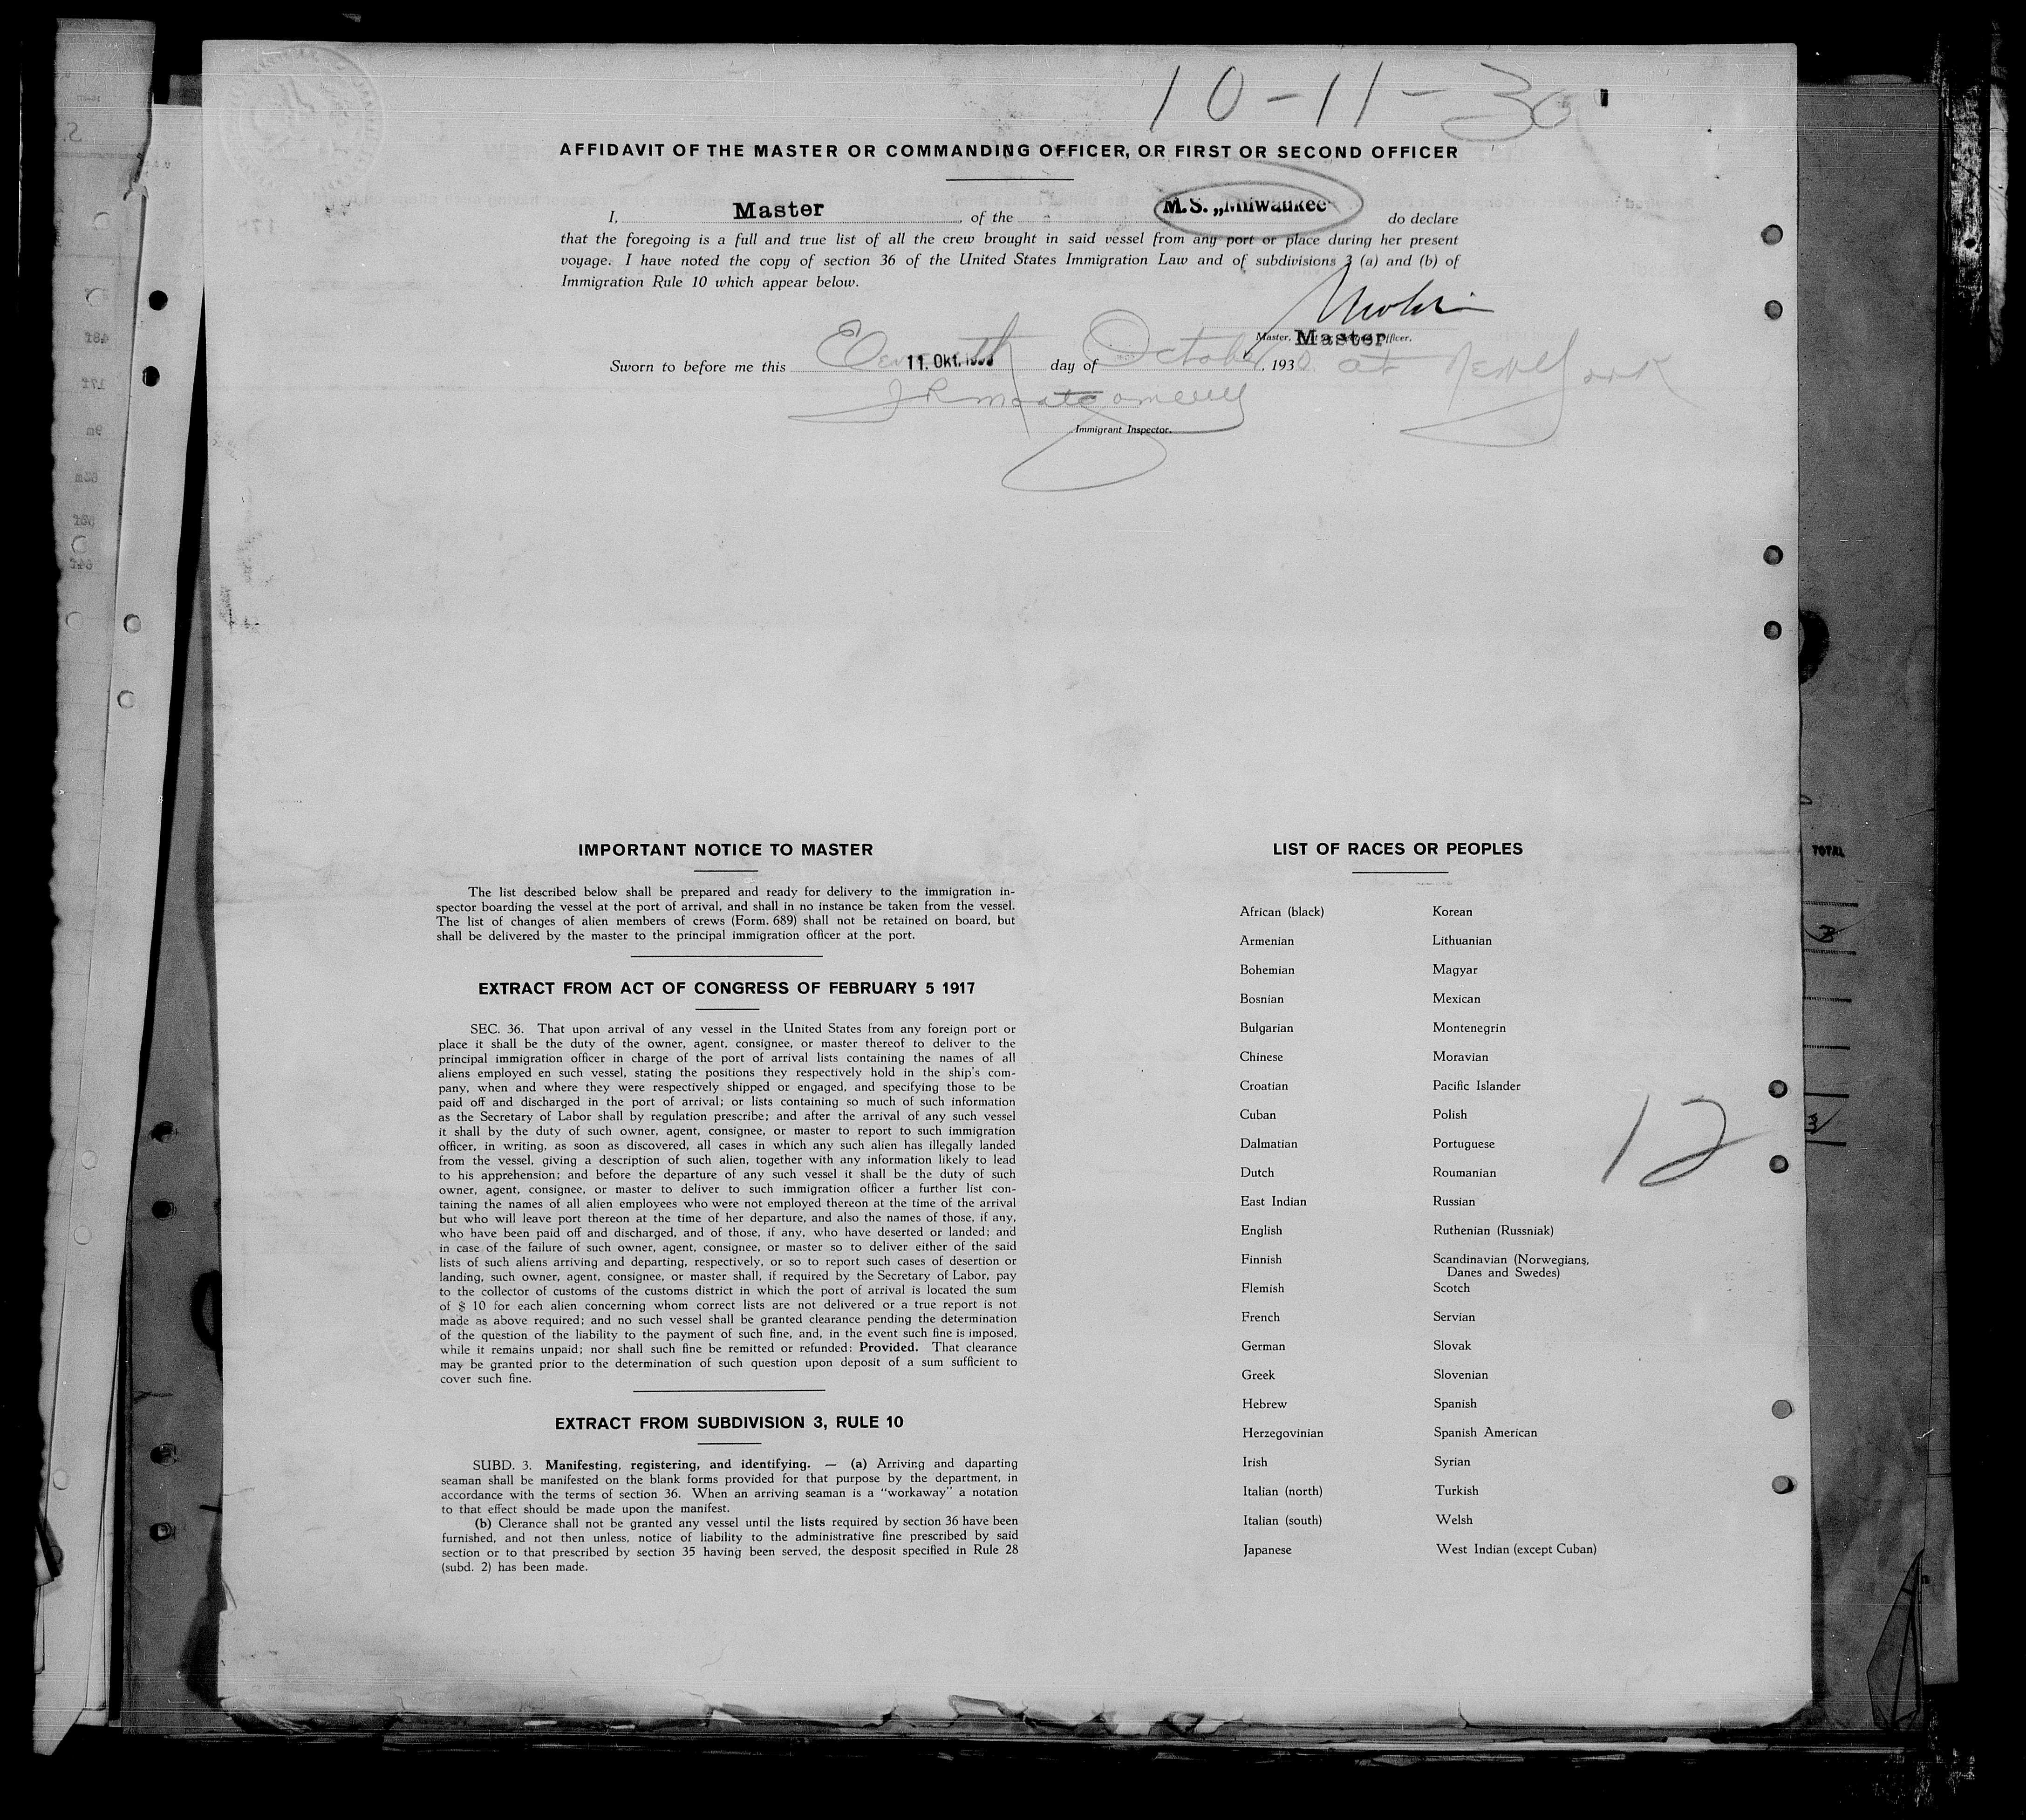 10-11-30
AFFIDAVIT OF THE MASTER OR COMMANDING OFFICER, OR FIRST OR SECOND OFFICER
I, Master, of the M.S. „Milwaukee" do declare
that the foregoing is a full and true list of all the crew brought in said vessel from any port or place during her present
voyage. I have noted the copy of section 36 of the United States Immigration Law and of subdivisions 3 (a) and (b) of
Immigration Rule 10 which appear below.
Master
Master, Officer.
Sworn to before me this Eleventh 11. Okt. 1930 day of October, 1930. at New York
J R Montgomery
Immigrant Inspector.
IMPORTANT NOTICE TO MASTER
The list described below shall be prepared and ready for delivery to the immigration in-
spector boarding the vessel at the port of arrival, and shall in no instance be taken from the vessel.
The list of changes of alien members of crews (Form. 689) shall not be retained on board, but
shall be delivered by the master to the principal immigration officer at the port.
EXTRACT FROM ACT OF CONGRESS OF FEBRUARY 5 1917
SEC. 36. That upon arrival of any vessel in the United States from any foreign port or
place it shall be the duty of the owner, agent, consignee, or master thereof to deliver to the
principal immigration officer in charge of the port of arrival lists containing the names of all
aliens employed en such vessel, stating the positions they respectively hold in the ship's com-
pany, when and where they were respectively shipped or engaged, and specifying those to be
paid off and discharged in the port of arrival; or lists containing so much of such information
as the Secretary of Labor shall by regulation prescribe; and after the arrival of any such vessel
it shall by the duty of such owner, agent, consignee, or master to report to such immigration
officer, in writing, as soon as discovered, all cases in which any such alien has illegally landed
from the vessel, giving a description of such alien, together with any information likely to lead
to his apprehension; and before the departure of any such vessel it shall be the duty of such
owner, agent, consignee, or master to deliver to such immigration officer a further list con-
taining the names of all alien employees who were not employed thereon at the time of the arrival
but who will leave port thereon at the time of her departure, and also the names of those, if any,
who have been paid off and discharged, and of those, if any, who have deserted or landed; and
in case of the failure of such owner, agent, consignee, or master so to deliver either of the said
lists of such aliens arriving and departing, respectively, or so to report such cases of desertion or
landing, such owner, agent, consignee, or master shall, if required by the Secretary of Labor, pay
to the collector of customs of the customs district in which the port of arrival is located the sum
of $ 10 for each alien concerning whom correct lists are not delivered or a true report is not
made as above required; and no such vessel shall be granted clearance pending the determination
of the question of the liability to the payment of such fine, and, in the event such fine is imposed,
while it remains unpaid; nor shall such fine be remitted or refunded: Provided. That clearance
may be granted prior to the determination of such question upon deposit of a sum sufficient to
cover such fine.
EXTRACT FROM SUBDIVISION 3, RULE 10
SUBD. 3. Manifesting, registering, and identifying. — (a) Arriving and daparting
seaman shall be manifested on the blank forms provided for that purpose by the department, in
accordance with the terms of section 36. When an arriving seaman is a "workaway" a notation
to that effect should be made upon the manifest.
(b) Clerance shall not be granted any vessel until the lists required by section 36 have been
furnished, and not then unless, notice of liability to the administrative fine prescribed by said
section or to that prescribed by section 35 having been served, the desposit specified in Rule 28
(subd. 2) has been made.
LIST OF RACES OR PEOPLES
African (black)
Armenian
Bohemian
Bosnian
Bulgarian
Chinese
Croatian
Cuban
Dalmatian
Dutch
East Indian
English
Finnish
Flemish
French
German
Greek
Hebrew
Herzegovinian
Irish
Italian (north)
Italian (south)
Japanese
Korean
Lithuanian
Magyar
Mexican
Montenegrin
Moravian
Pacific Islander
Polish
Portuguese
Roumanian
Russian
Ruthenian (Russniak)
Scandinavian (Norwegians,
Danes and Swedes)
Scotch
Servian
Slovak
Slovenian
Spanish
Spanish American
Syrian
Turkish
Welsh
West Indian (except Cuban)
12
TOTAL